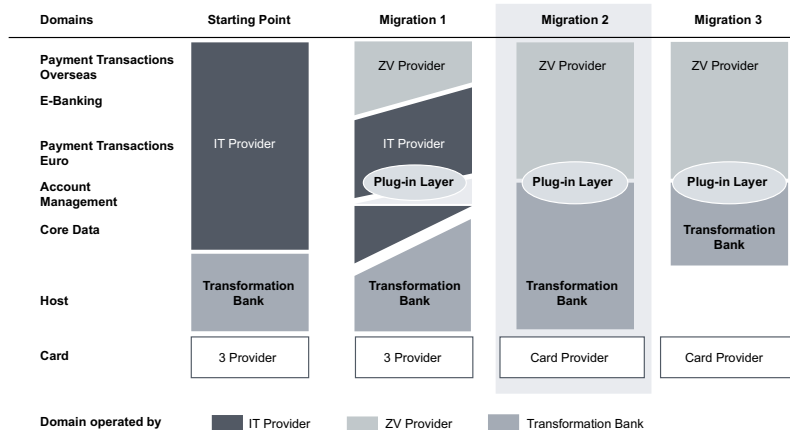 Domains Starting Point Migration 1 Migration 2 Migration 3
Payment Transactions
Overseas
ZV Provider ZV Provider ZV Provider
E-Banking
IT Provider IT Provider
Payment Transactions
Euro
Plug-in Layer Plug-in Layer Plug-in Layer
Account
Management
Core Data
Transformation
Bank
Host
Transformation
Bank
Transformation
Bank
Transformation
Bank
Card 3 Provider 3 Provider Card Provider Card Provider
Domain operated by IT Provider ZV Provider Transformation Bank